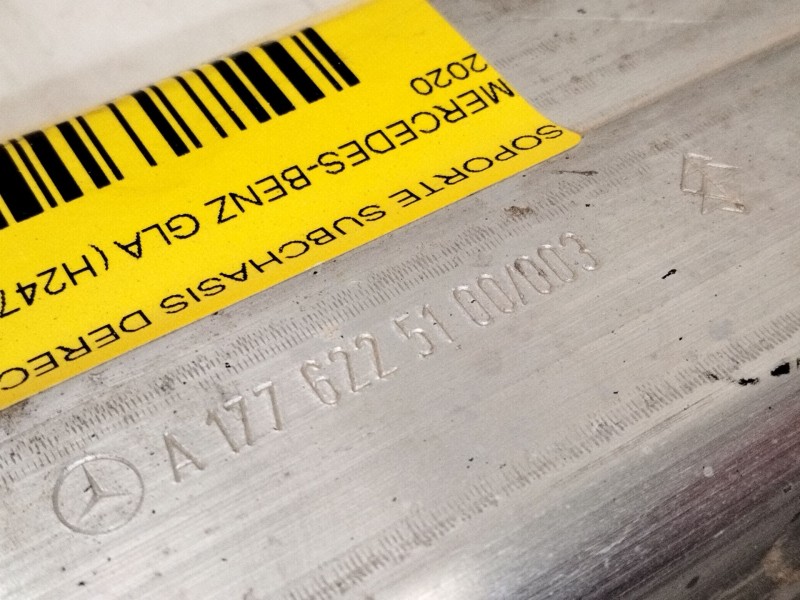 SOPORTE SUBCHASIS DEREC
MERCEDES-BENZ GLA (H247
2020
A 177 622 51 00/003